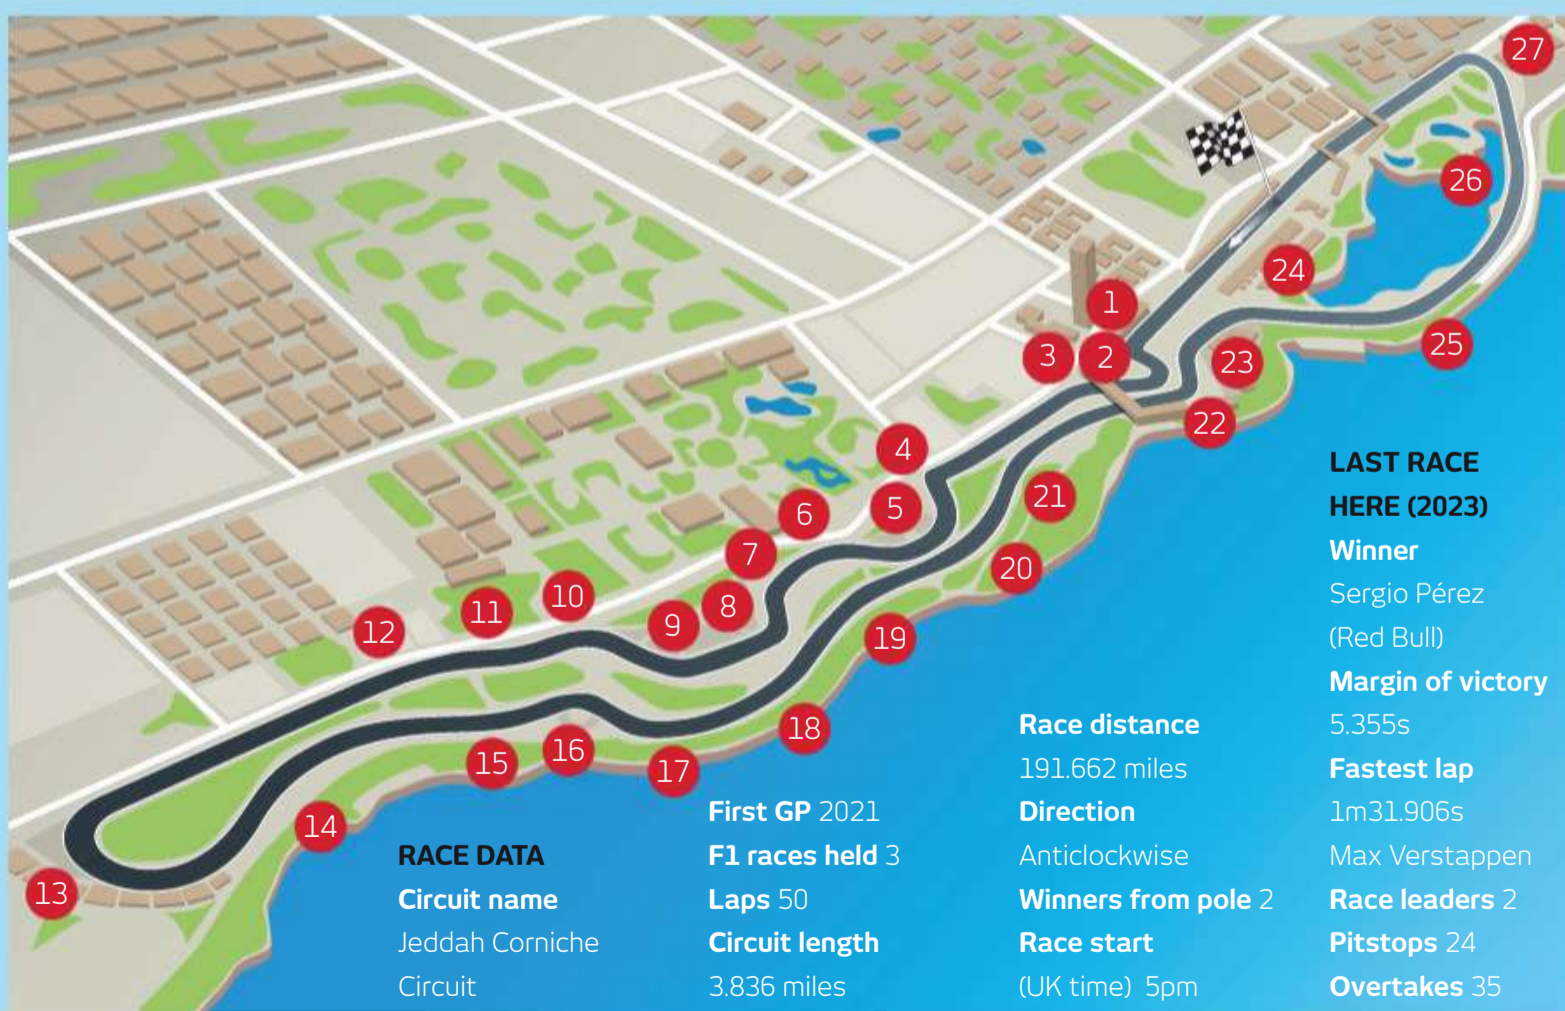 27
26
24
1
3
2
25
23
22
4
5
21
6
7
20
10
11
8
9
12
19
18
15
16
17
14
13
RACE DATA
Circuit name
Jeddah Corniche
Circuit
First GP 2021
F1 races held 3
Laps 50
Circuit length
3.836 miles
Race distance
191.662 miles
Direction
Anticlockwise
Winners from pole 2
Race start
(UK time) 5pm
LAST RACE
HERE (2023)
Winner
Sergio Pérez
(Red Bull)
Margin of victory
5.355s
Fastest lap
1m31.906s
Max Verstappen
Race leaders 2
Pitstops 24
Overtakes 35